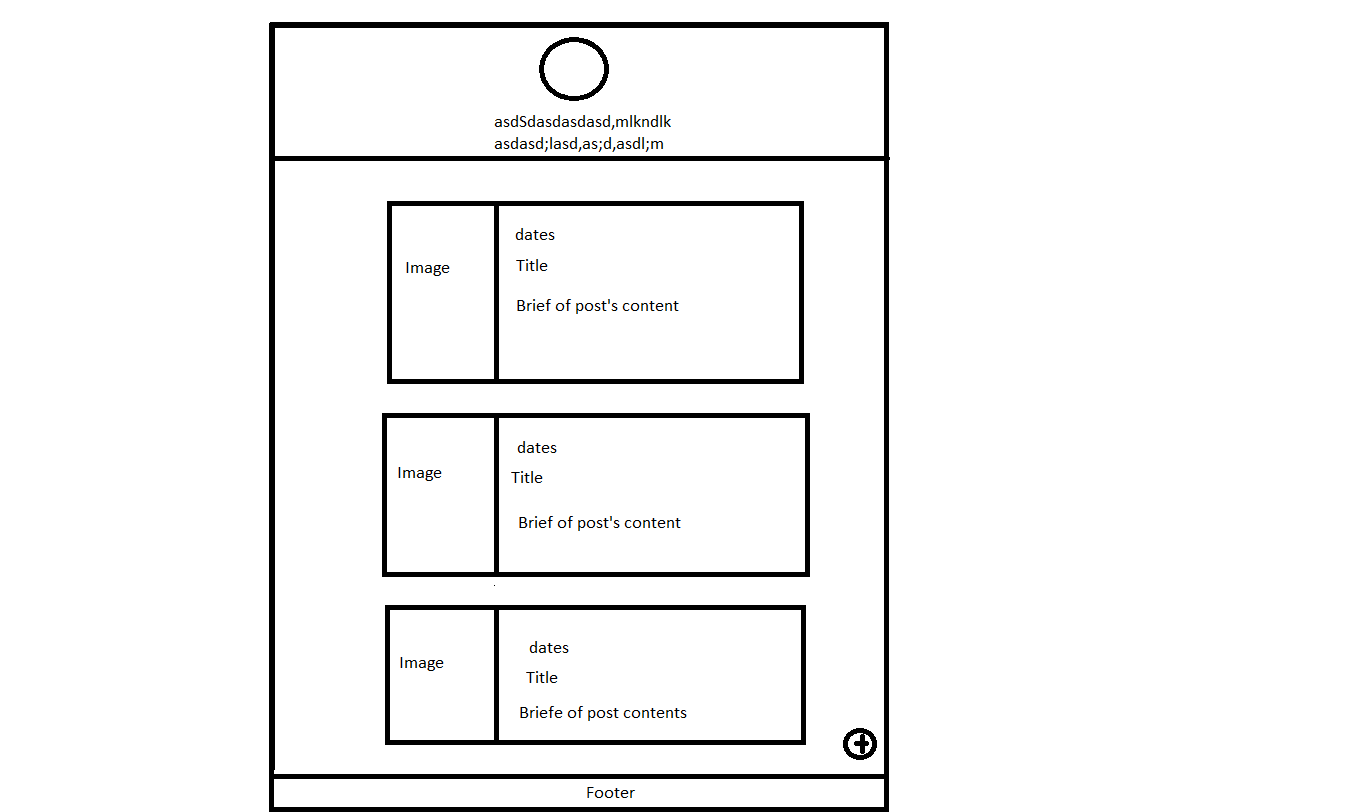 asdSdasdasdasd,mlkndlk
asdasd;lasd,as;d,asdl;m
Image
dates
Title
Brief of post's content
Image
dates
Title
Brief of post's content
Image
dates
Title
Briefe of post contents
Footer